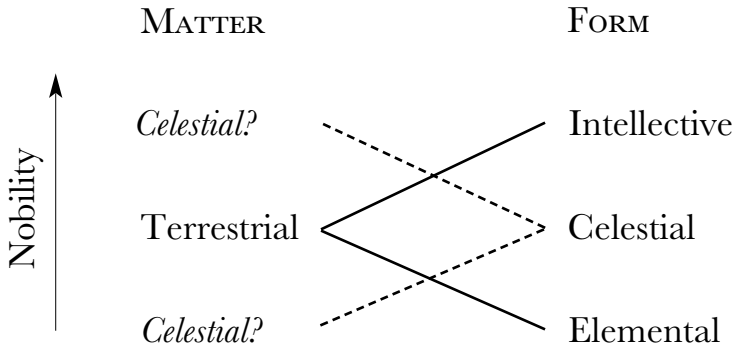 MATTER FORM
Celestial? Intellective
Nobility
Terrestrial Celestial
Celestial? Elemental